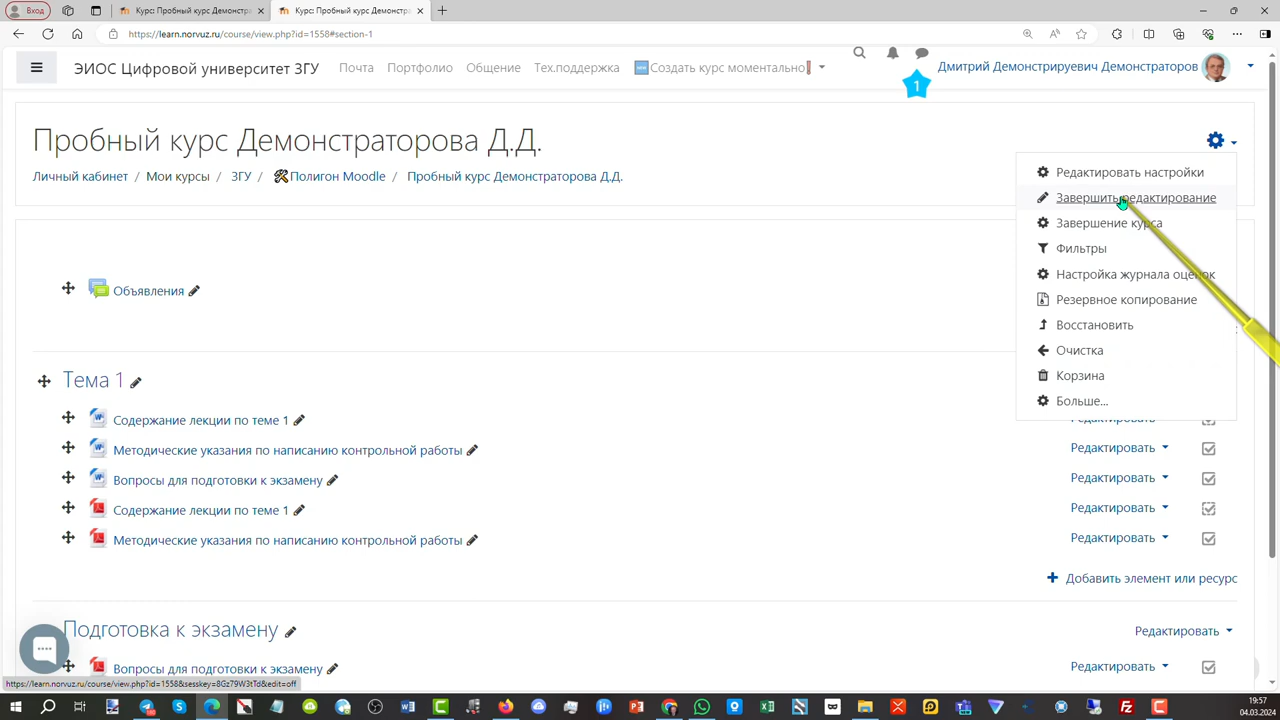 Вход
Курс: Пробный курс Демонстра
Курс: Пробный курс Демонстра
https://learn.norvuz.ru/course/view.php?id=1558#section-1
ЭИОС Цифровой университет ЗГУ
Почта
Портфолио
Общение
Тех.поддержка
Создать курс моментально
Дмитрий Демонстрируевич Демонстраторов
1
Пробный курс Демонстраторова Д.Д.
Личный кабинет / Мои курсы / ЗГУ / Полигон Moodle / Пробный курс Демонстраторова Д.Д.
Редактировать настройки
Завершить редактирование
Завершение курса
Фильтры
Настройка журнала оценок
Резервное копирование
Восстановить
Очистка
Корзина
Больше...
Объявления
Тема 1
Содержание лекции по теме 1
Редактировать
Методические указания по написанию контрольной работы
Редактировать
Вопросы для подготовки к экзамену
Редактировать
Содержание лекции по теме 1
Редактировать
Методические указания по написанию контрольной работы
Редактировать
Добавить элемент или ресурс
Подготовка к экзамену
Редактировать
Вопросы для подготовки к экзамену
Редактировать
https://learn.norvuz.ru/course/view.php?id=1558&sesskey=8Gz79W3tTd&edit=off
19:57
04.03.2024